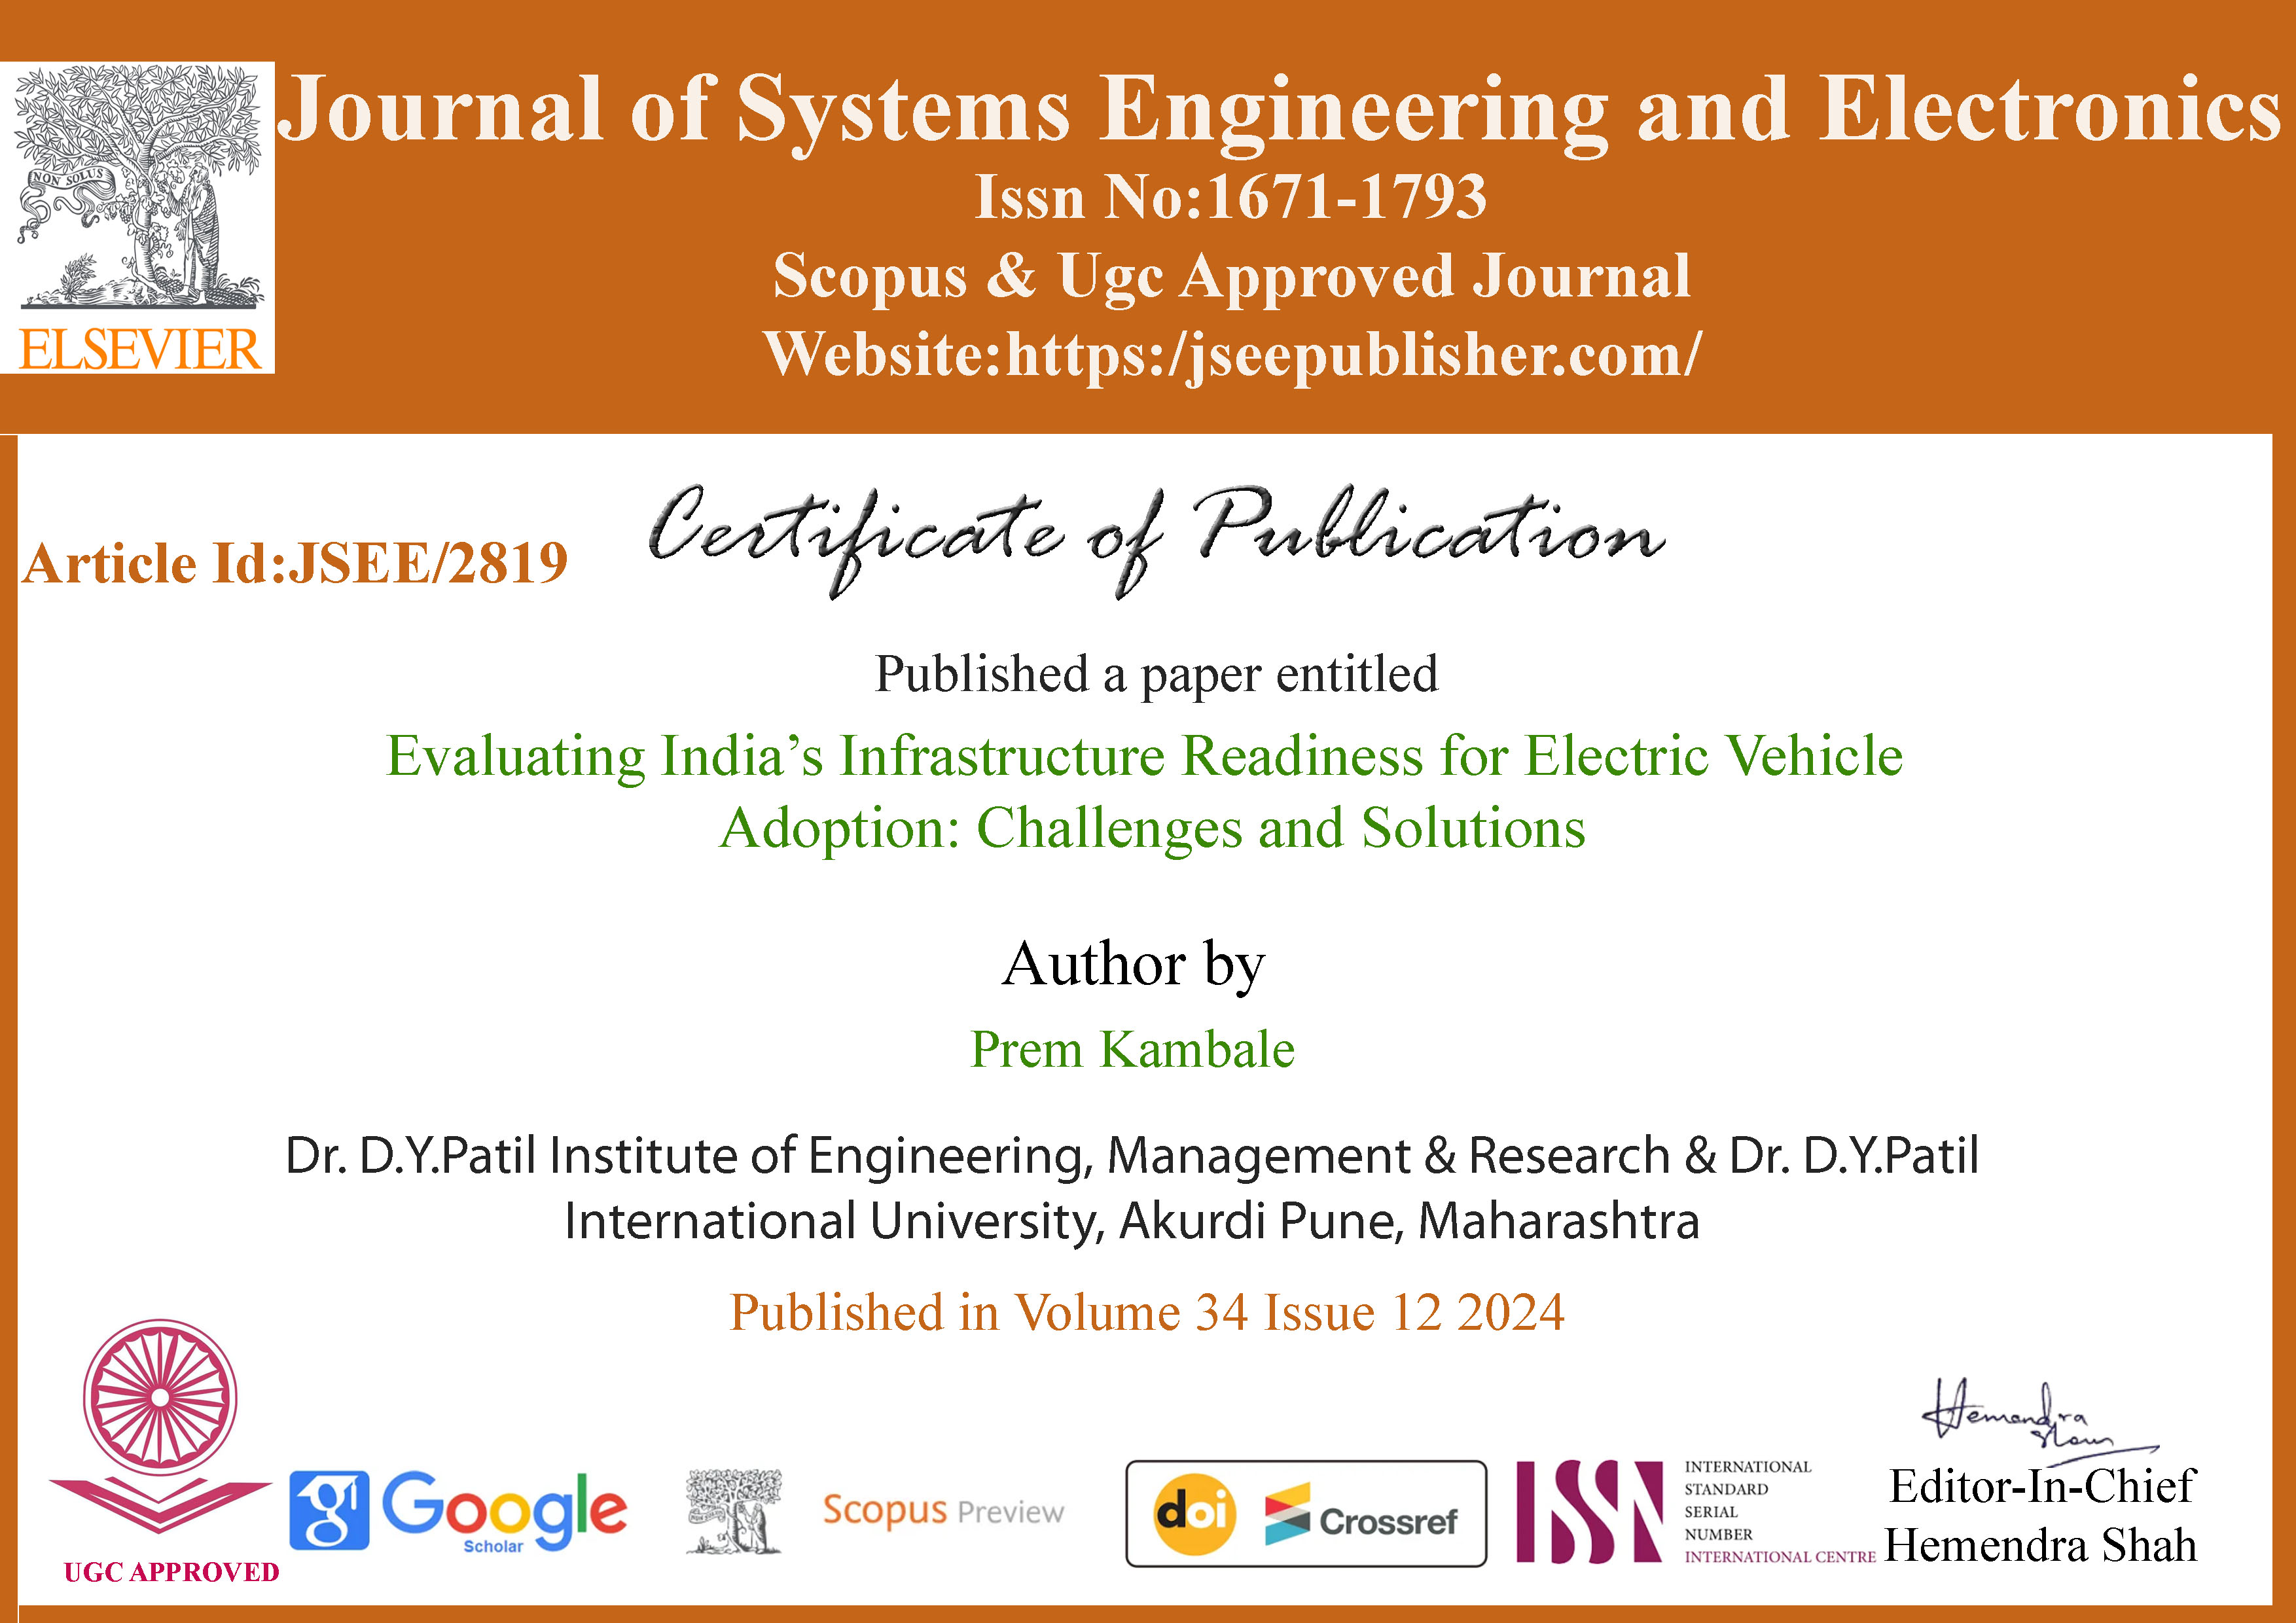 Journal of Systems Engineering and Electronics
Issn No:1671-1793
Scopus & Ugc Approved Journal
Website:https:/jseepublisher.com/
NON SOLUS
ELSEVIER
Certificate of Publication
Article Id:JSEE/2819
Published a paper entitled
Evaluating India’s Infrastructure Readiness for Electric Vehicle
Adoption: Challenges and Solutions
Author by
Prem Kambale
Dr. D.Y.Patil Institute of Engineering, Management & Research & Dr. D.Y.Patil
International University, Akurdi Pune, Maharashtra
Published in Volume 34 Issue 12 2024
UGC APPROVED
g Google
Scholar
Scopus Preview
doi Crossref
ISSN
INTERNATIONAL
STANDARD
SERIAL
NUMBER
INTERNATIONAL CENTRE
Hemendra
Editor-In-Chief
Hemendra Shah